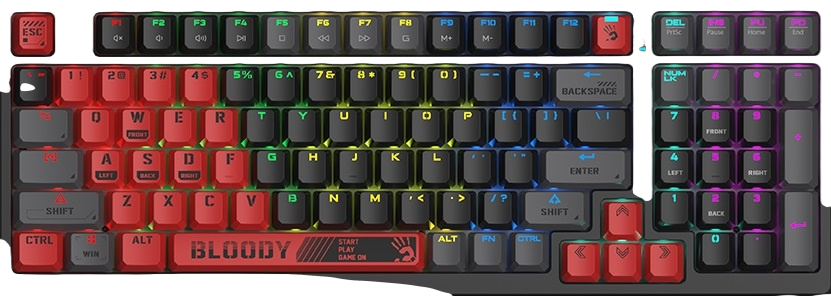 ESC F1 F2 F3 F4 F5 F6 F7 F8 F9 F10 F11 F12 DEL PU PD
G M+ M- PrtSc Pause Home End
1! 2@ 3# 4$ 5% 6^ 7& 8* 9( 0) -- =+ BACKSPACE NUM LK / * -
Q W E R T Y U I O P [{ ]} \| 7 8 9 +
FRONT FRONT
A S D F G H J K L ;: '" ENTER 4 5 6
LEFT BACK RIGHT LEFT RIGHT
SHIFT Z X C V B N M ,< .> /? SHIFT 1 2 3
BACK
CTRL WIN ALT BLOODY START PLAY GAME ON ALT FN CTRL 0 .